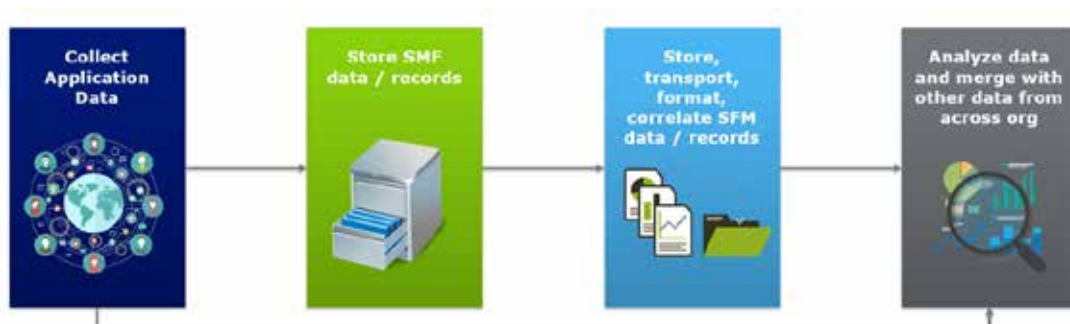 Collect
Application
Data
Store SMF
data / records
Store,
transport,
format,
correlate SFM
data / records
Analyze data
and merge with
other data from
across org